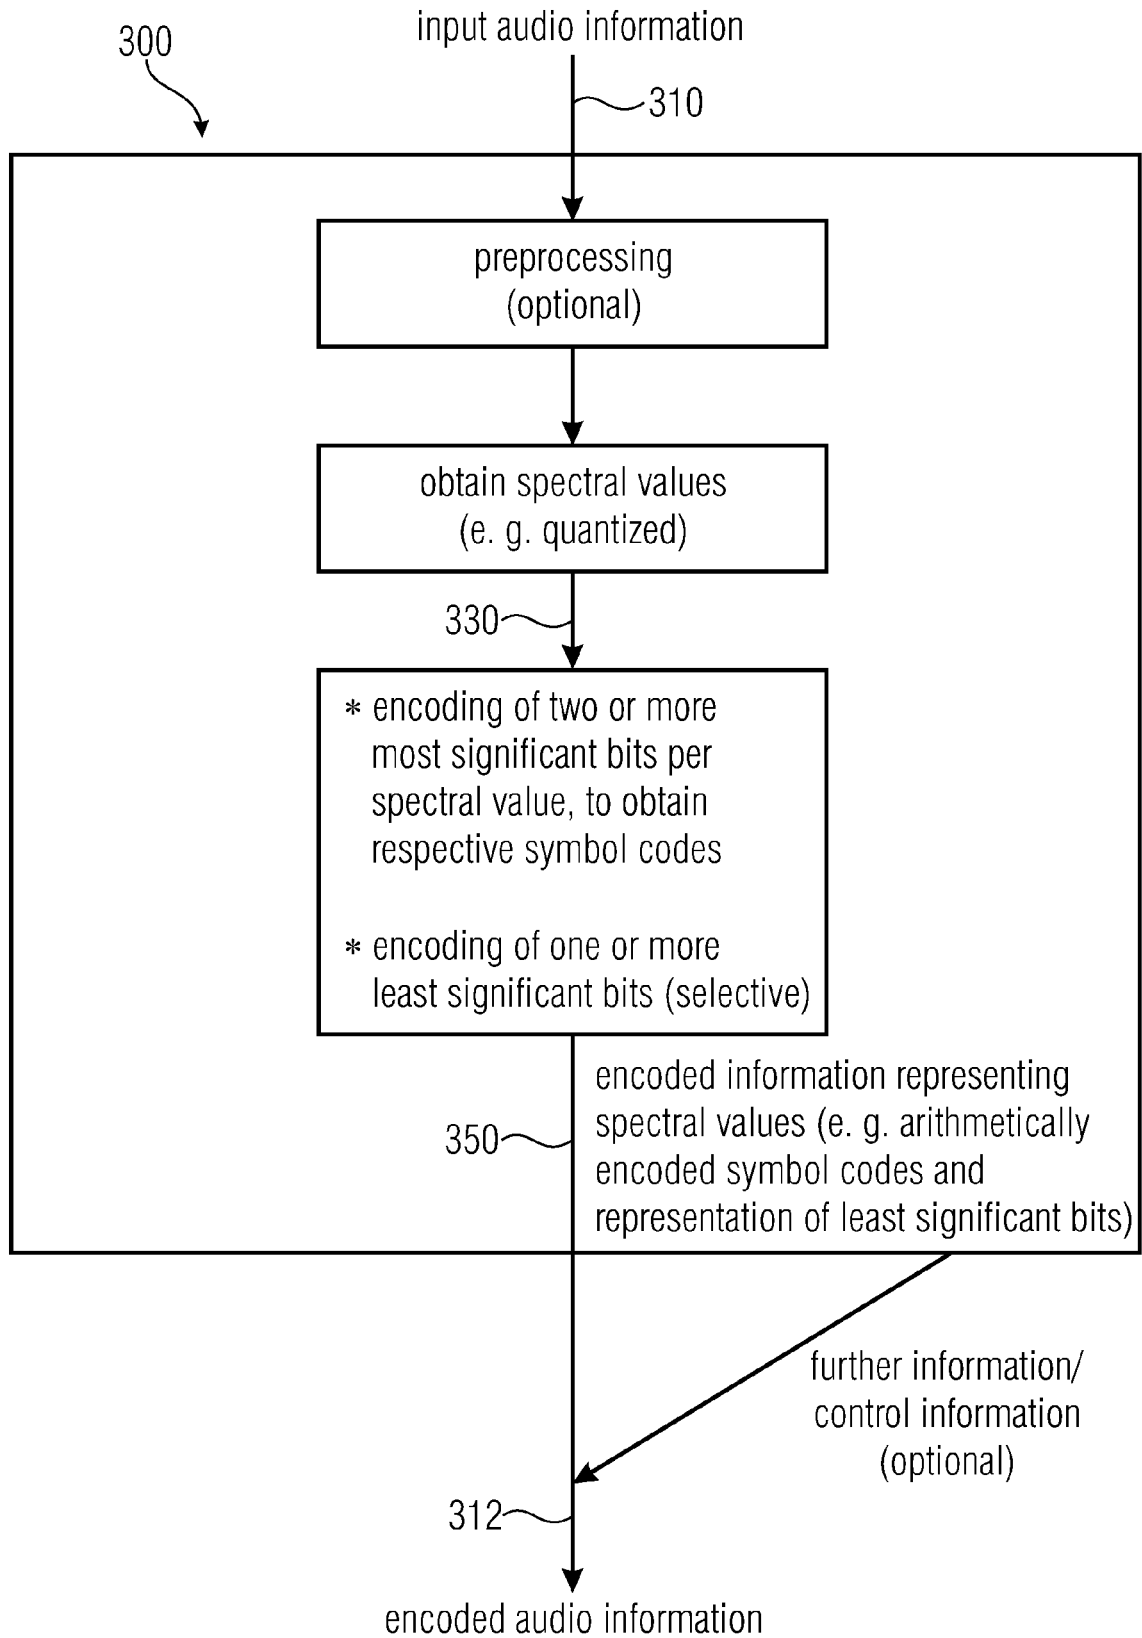 input audio information
300
310
preprocessing
(optional)
obtain spectral values
(e. g. quantized)
330
* encoding of two or more
most significant bits per
spectral value, to obtain
respective symbol codes
* encoding of one or more
least significant bits (selective)
encoded information representing
spectral values (e. g. arithmetically
350
encoded symbol codes and
representation of least significant bits)
further information/
control information
(optional)
312
encoded audio information